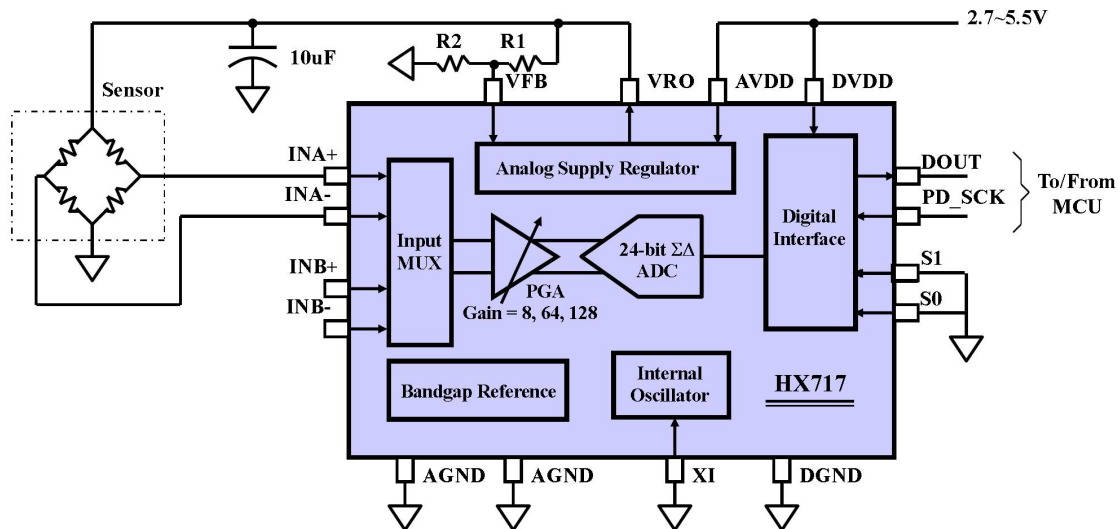 2.7~5.5V
R2
R1
10uF
VFB
VRO
AVDD
DVDD
Sensor
INA+
Analog Supply Regulator
DOUT
INA-
PD_SCK
To/From
MCU
Input
MUX
24-bit ΣΔ
ADC
Digital
Interface
INB+
S1
PGA
INB-
Gain = 8, 64, 128
S0
Bandgap Reference
Internal
Oscillator
HX717
AGND
AGND
XI
DGND